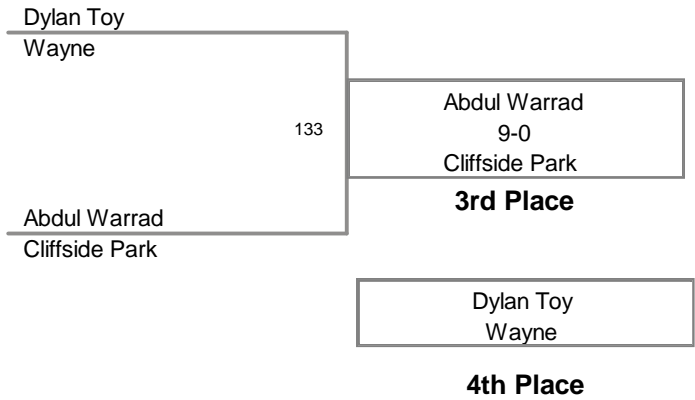 Dylan Toy
Wayne
133
Abdul Warrad
9-0
Cliffside Park
3rd Place
Abdul Warrad
Cliffside Park
Dylan Toy
Wayne
4th Place